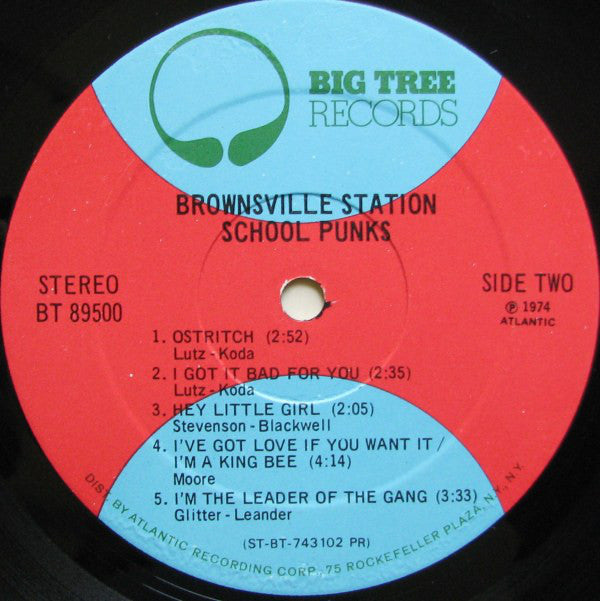 BIG TREE
RECORDS
BROWNSVILLE STATION
SCHOOL PUNKS
STEREO
BT 89500
SIDE TWO
℗ 1974
ATLANTIC
1. OSTRITCH (2:52)
Lutz - Koda
2. I GOT IT BAD FOR YOU (2:35)
Lutz - Koda
3. HEY LITTLE GIRL (2:05)
Stevenson - Blackwell
4. I'VE GOT LOVE IF YOU WANT IT /
I'M A KING BEE (4:14)
Moore
5. I'M THE LEADER OF THE GANG (3:33)
Glitter - Leander
(ST-BT-743102 PR)
DIST. BY ATLANTIC RECORDING CORP., 75 ROCKEFELLER PLAZA, N.Y., N.Y.